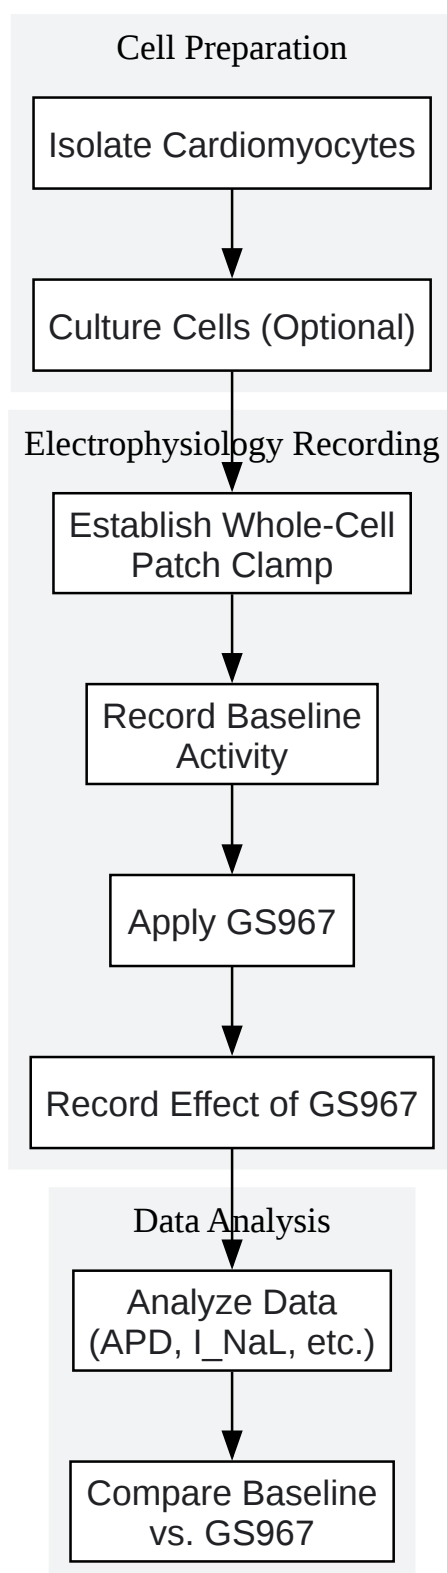 Cell Preparation
Isolate Cardiomyocytes
Culture Cells (Optional)
Electrophysiology Recording
Establish Whole-Cell
Patch Clamp
Record Baseline
Activity
Apply GS967
Record Effect of GS967
Data Analysis
Analyze Data
(APD, I_NaL, etc.)
Compare Baseline
vs. GS967